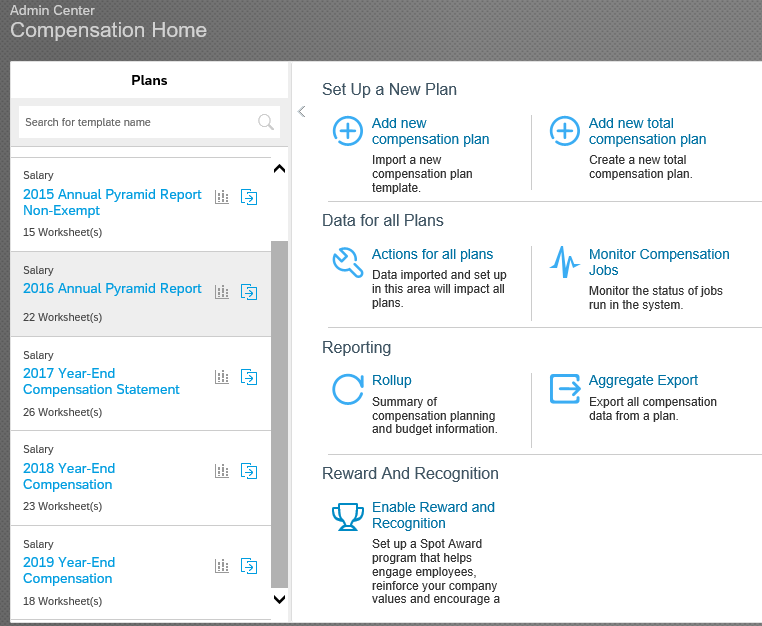 Admin Center
Compensation Home
Plans
Search for template name
Salary
2015 Annual Pyramid Report
Non-Exempt
15 Worksheet(s)
Salary
2016 Annual Pyramid Report
22 Worksheet(s)
Salary
2017 Year-End
Compensation Statement
26 Worksheet(s)
Salary
2018 Year-End
Compensation
23 Worksheet(s)
Salary
2019 Year-End
Compensation
18 Worksheet(s)
Set Up a New Plan
Add new
compensation plan
Import a new
compensation plan
template.
Add new total
compensation plan
Create a new total
compensation plan.
Data for all Plans
Actions for all plans
Data imported and set up
in this area will impact all
plans.
Monitor Compensation
Jobs
Monitor the status of jobs
run in the system.
Reporting
Rollup
Summary of
compensation planning
and budget information.
Aggregate Export
Export all compensation
data from a plan.
Reward And Recognition
Enable Reward and
Recognition
Set up a Spot Award
program that helps
engage employees,
reinforce your company
values and encourage a